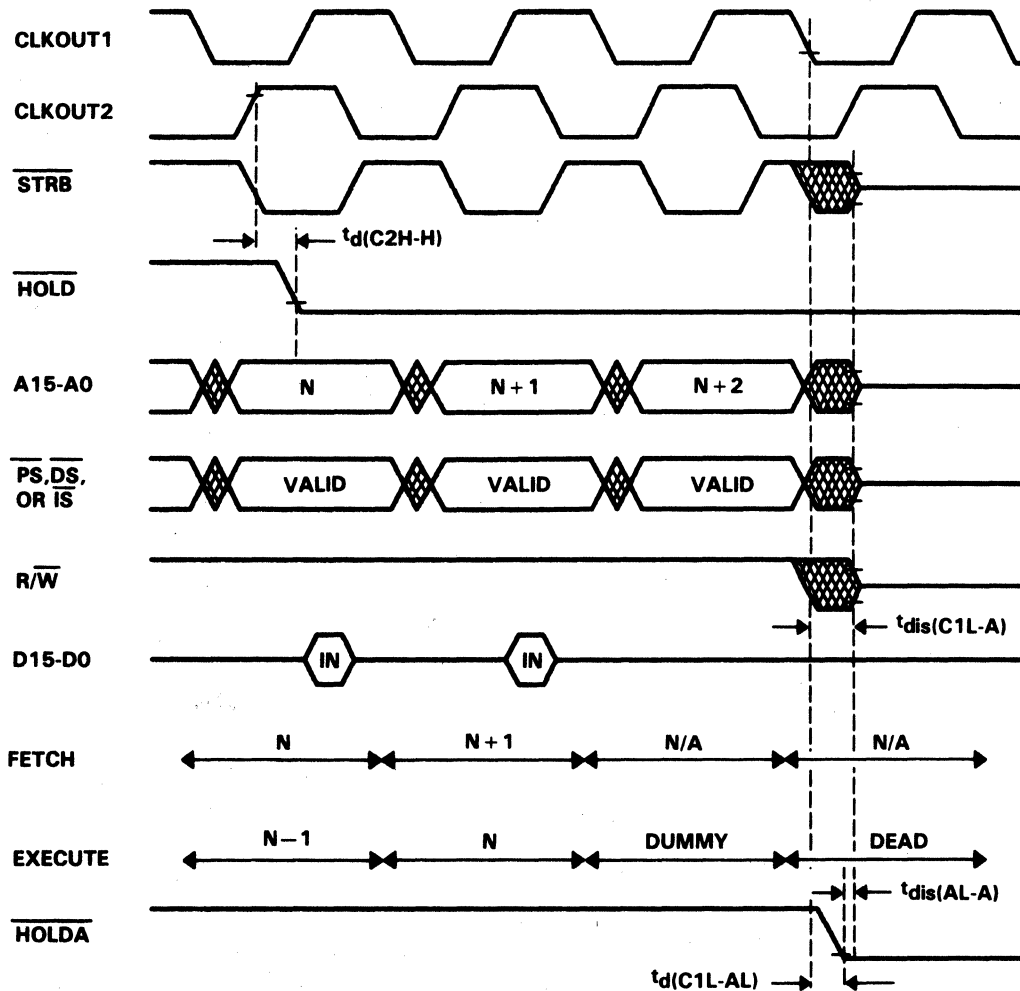 CLKOUT1
CLKOUT2
STRB
td(C2H-H)
HOLD
A15-A0 N N + 1 N + 2
PS, DS,
OR IS VALID VALID VALID
R/W
tdis(C1L-A)
D15-D0 IN IN
N N + 1 N/A N/A
FETCH
N−1 N DUMMY DEAD
EXECUTE
tdis(AL-A)
HOLDA
td(C1L-AL)